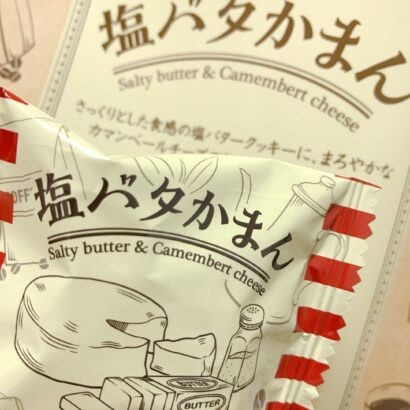 塩バタかまん
Salty butter & Camembert cheese
さっくりとした食感の塩バタークッキーに、まろやかな
カマンベールチーズ
OFF
塩バタかまん
Salty butter & Camembert cheese
BUTTER
BUTTER